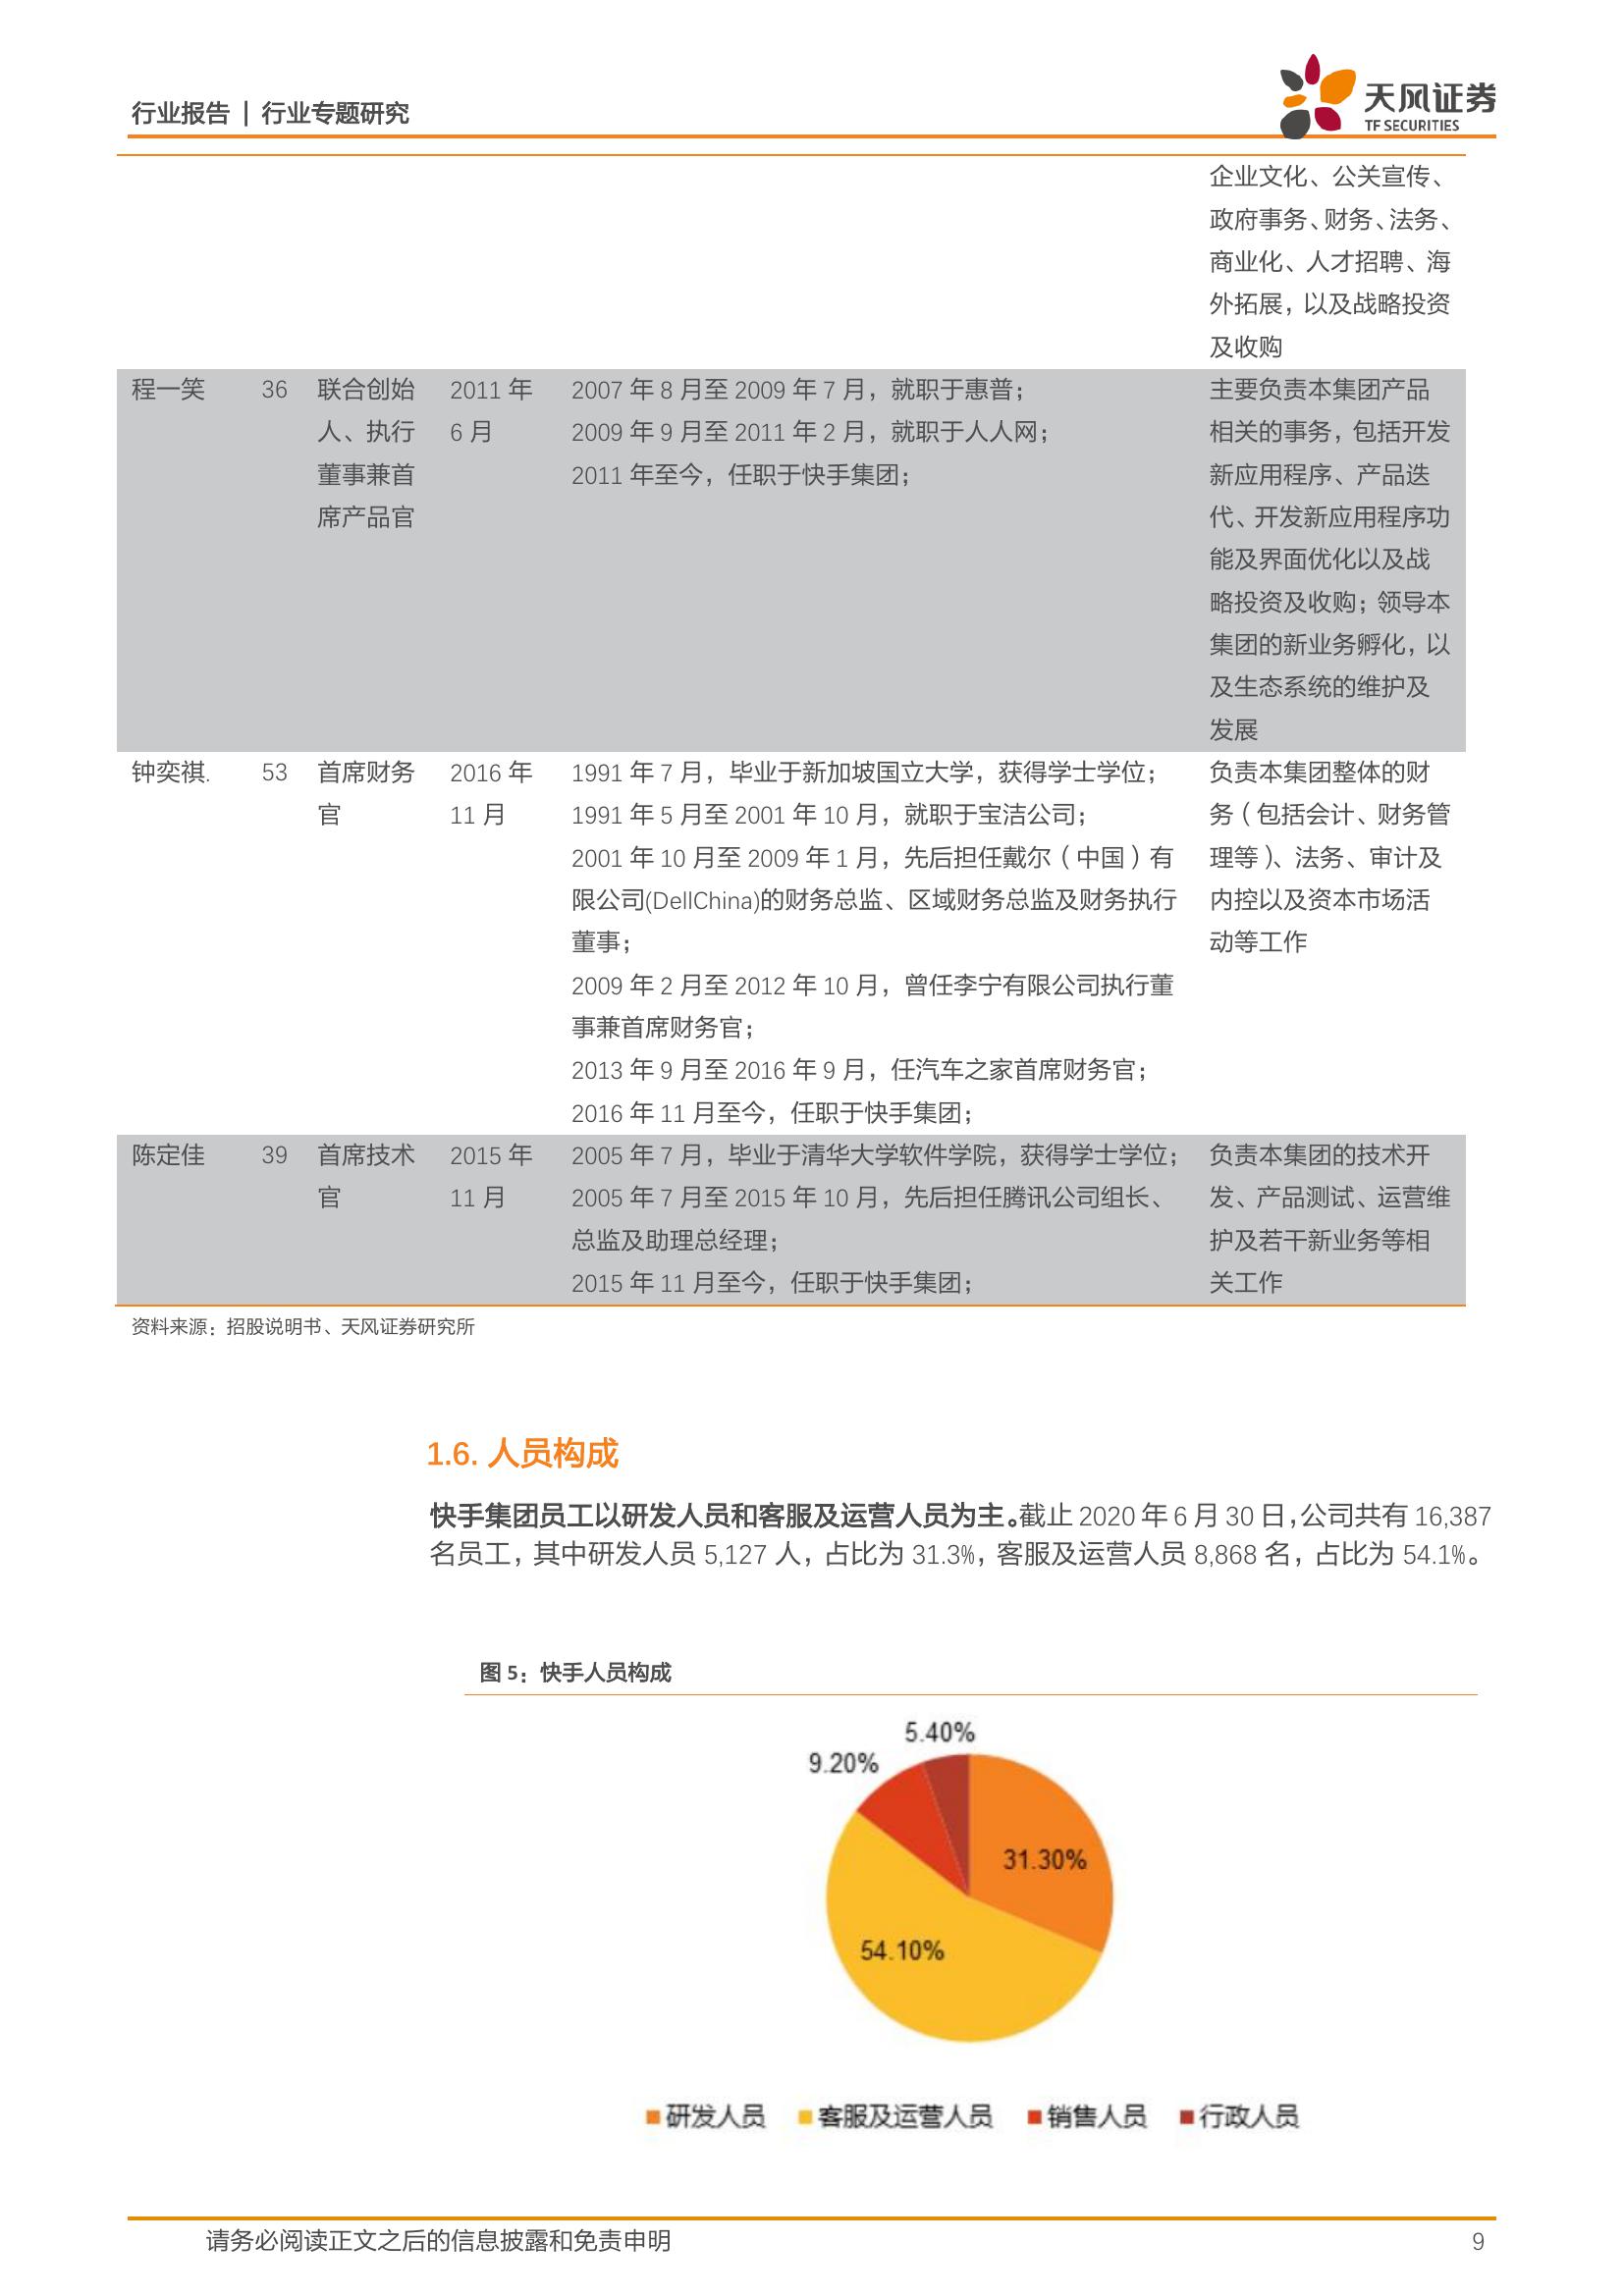 行业报告 | 行业专题研究
天风证券
TF SECURITIES
企业文化、公关宣传、
政府事务、财务、法务、
商业化、人才招聘、海
外拓展，以及战略投资
及收购
程一笑 36 联合创始 2011 年 2007 年 8 月至 2009 年 7 月，就职于惠普； 主要负责本集团产品
人、执行 6 月 2009 年 9 月至 2011 年 2 月，就职于人人网； 相关的事务，包括开发
董事兼首 2011 年至今，任职于快手集团； 新应用程序、产品迭
席产品官 代、开发新应用程序功
能及界面优化以及战
略投资及收购；领导本
集团的新业务孵化，以
及生态系统的维护及
发展
钟奕祺. 53 首席财务 2016 年 1991 年 7 月，毕业于新加坡国立大学，获得学士学位； 负责本集团整体的财
官 11 月 1991 年 5 月至 2001 年 10 月，就职于宝洁公司； 务（包括会计、财务管
2001 年 10 月至 2009 年 1 月，先后担任戴尔（中国）有 理等）、法务、审计及
限公司(DellChina)的财务总监、区域财务总监及财务执行 内控以及资本市场活
董事； 动等工作
2009 年 2 月至 2012 年 10 月，曾任李宁有限公司执行董
事兼首席财务官；
2013 年 9 月至 2016 年 9 月，任汽车之家首席财务官；
2016 年 11 月至今，任职于快手集团；
陈定佳 39 首席技术 2015 年 2005 年 7 月，毕业于清华大学软件学院，获得学士学位； 负责本集团的技术开
官 11 月 2005 年 7 月至 2015 年 10 月，先后担任腾讯公司组长、 发、产品测试、运营维
总监及助理总经理； 护及若干新业务等相
2015 年 11 月至今，任职于快手集团； 关工作
资料来源：招股说明书、天风证券研究所
1.6. 人员构成
快手集团员工以研发人员和客服及运营人员为主。截止 2020 年 6 月 30 日，公司共有 16,387
名员工，其中研发人员 5,127 人，占比为 31.3%，客服及运营人员 8,868 名，占比为 54.1%。
图 5：快手人员构成
5.40%
9.20%
31.30%
54.10%
研发人员 客服及运营人员 销售人员 行政人员
请务必阅读正文之后的信息披露和免责申明 9